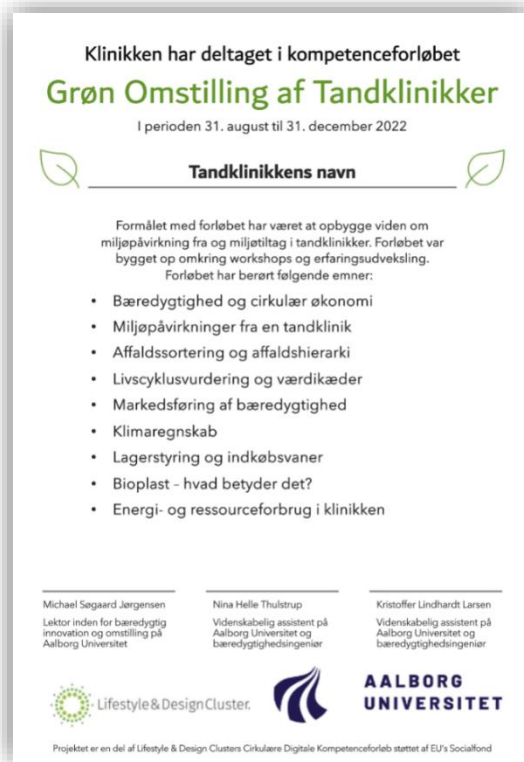 Klinikken har deltaget i kompetenceforløbet
Grøn Omstilling af Tandklinikker
I perioden 31. august til 31. december 2022
Tandklinikkens navn
Formålet med forløbet har været at opbygge viden om
miljøpåvirkning fra og miljøtiltag i tandklinikker. Forløbet var
bygget op omkring workshops og erfaringsudveksling.
Forløbet har berørt følgende emner:
• Bæredygtighed og cirkulær økonomi
• Miljøpåvirkninger fra en tandklinik
• Affaldssortering og affaldshierarki
• Livscyklusvurdering og værdikæder
• Markedsføring af bæredygtighed
• Klimaregnskab
• Lagerstyring og indkøbsvaner
• Bioplast – hvad betyder det?
• Energi- og ressourceforbrug i klinikken
Michael Søgaard Jørgensen
Lektor inden for bæredygtig
innovation og omstilling på
Aalborg Universitet
Nina Helle Thulstrup
Videnskabelig assistent på
Aalborg Universitet og
bæredygtighedsingeniør
Kristoffer Lindhardt Larsen
Videnskabelig assistent på
Aalborg Universitet og
bæredygtighedsingeniør
Lifestyle & Design Cluster.
AALBORG
UNIVERSITET
Projektet er en del af Lifestyle & Design Clusters Cirkulære Digitale Kompetenceforløb støttet af EU's Socialfond